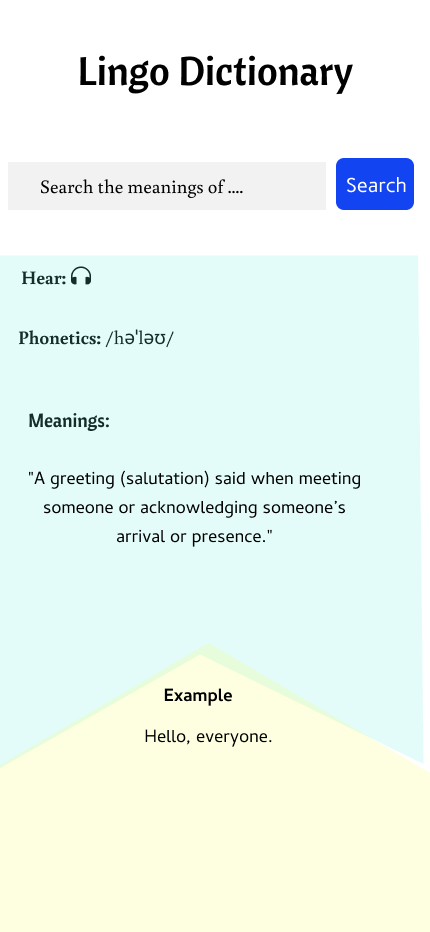 Lingo Dictionary
Search the meanings of ....
Search
Hear:
Phonetics: /həˈləʊ/
Meanings:
"A greeting (salutation) said when meeting
someone or acknowledging someone’s
arrival or presence."
Example
Hello, everyone.